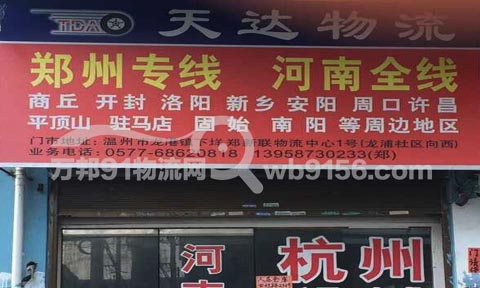 TDA 天达物流
郑州专线 河南全线
商丘 开封 洛阳 新乡 安阳 周口许昌
平顶山 驻马店 固始 南阳 等周边地区
门市地址:温州市龙港镇下垟郑新联物流中心1号(龙浦社区向西)
业务电话:0577-68620818 13958730233(郑)
万邦91物流网 wb9156.com
河南
杭州